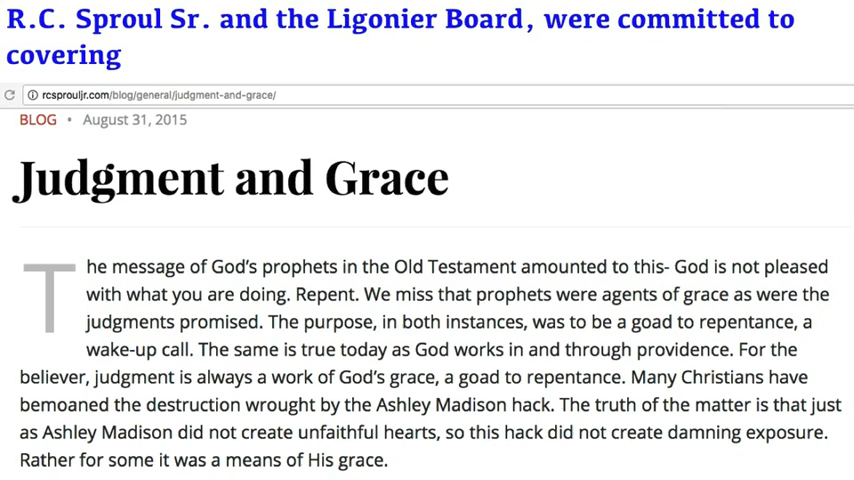 R.C. Sproul Sr. and the Ligonier Board, were committed to
covering
rcsprouljr.com/blog/general/judgment-and-grace/
BLOG • August 31, 2015
Judgment and Grace
The message of God's prophets in the Old Testament amounted to this- God is not pleased
with what you are doing. Repent. We miss that prophets were agents of grace as were the
judgments promised. The purpose, in both instances, was to be a goad to repentance, a
wake-up call. The same is true today as God works in and through providence. For the
believer, judgment is always a work of God's grace, a goad to repentance. Many Christians have
bemoaned the destruction wrought by the Ashley Madison hack. The truth of the matter is that just
as Ashley Madison did not create unfaithful hearts, so this hack did not create damning exposure.
Rather for some it was a means of His grace.